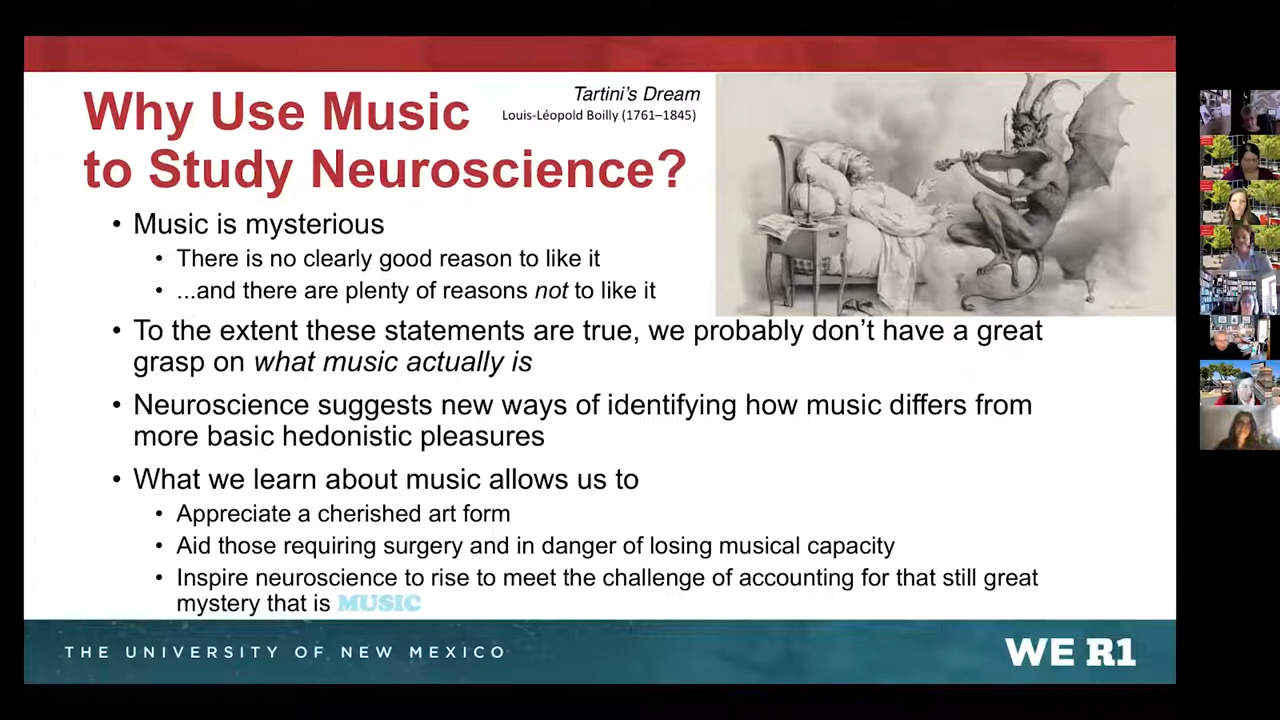 Why Use Music
to Study Neuroscience?
Tartini's Dream
Louis-Léopold Boilly (1761–1845)
• Music is mysterious
• There is no clearly good reason to like it
• ...and there are plenty of reasons not to like it
• To the extent these statements are true, we probably don't have a great
grasp on what music actually is
• Neuroscience suggests new ways of identifying how music differs from
more basic hedonistic pleasures
• What we learn about music allows us to
• Appreciate a cherished art form
• Aid those requiring surgery and in danger of losing musical capacity
• Inspire neuroscience to rise to meet the challenge of accounting for that still great
mystery that is MUSIC
THE UNIVERSITY OF NEW MEXICO
WE R1